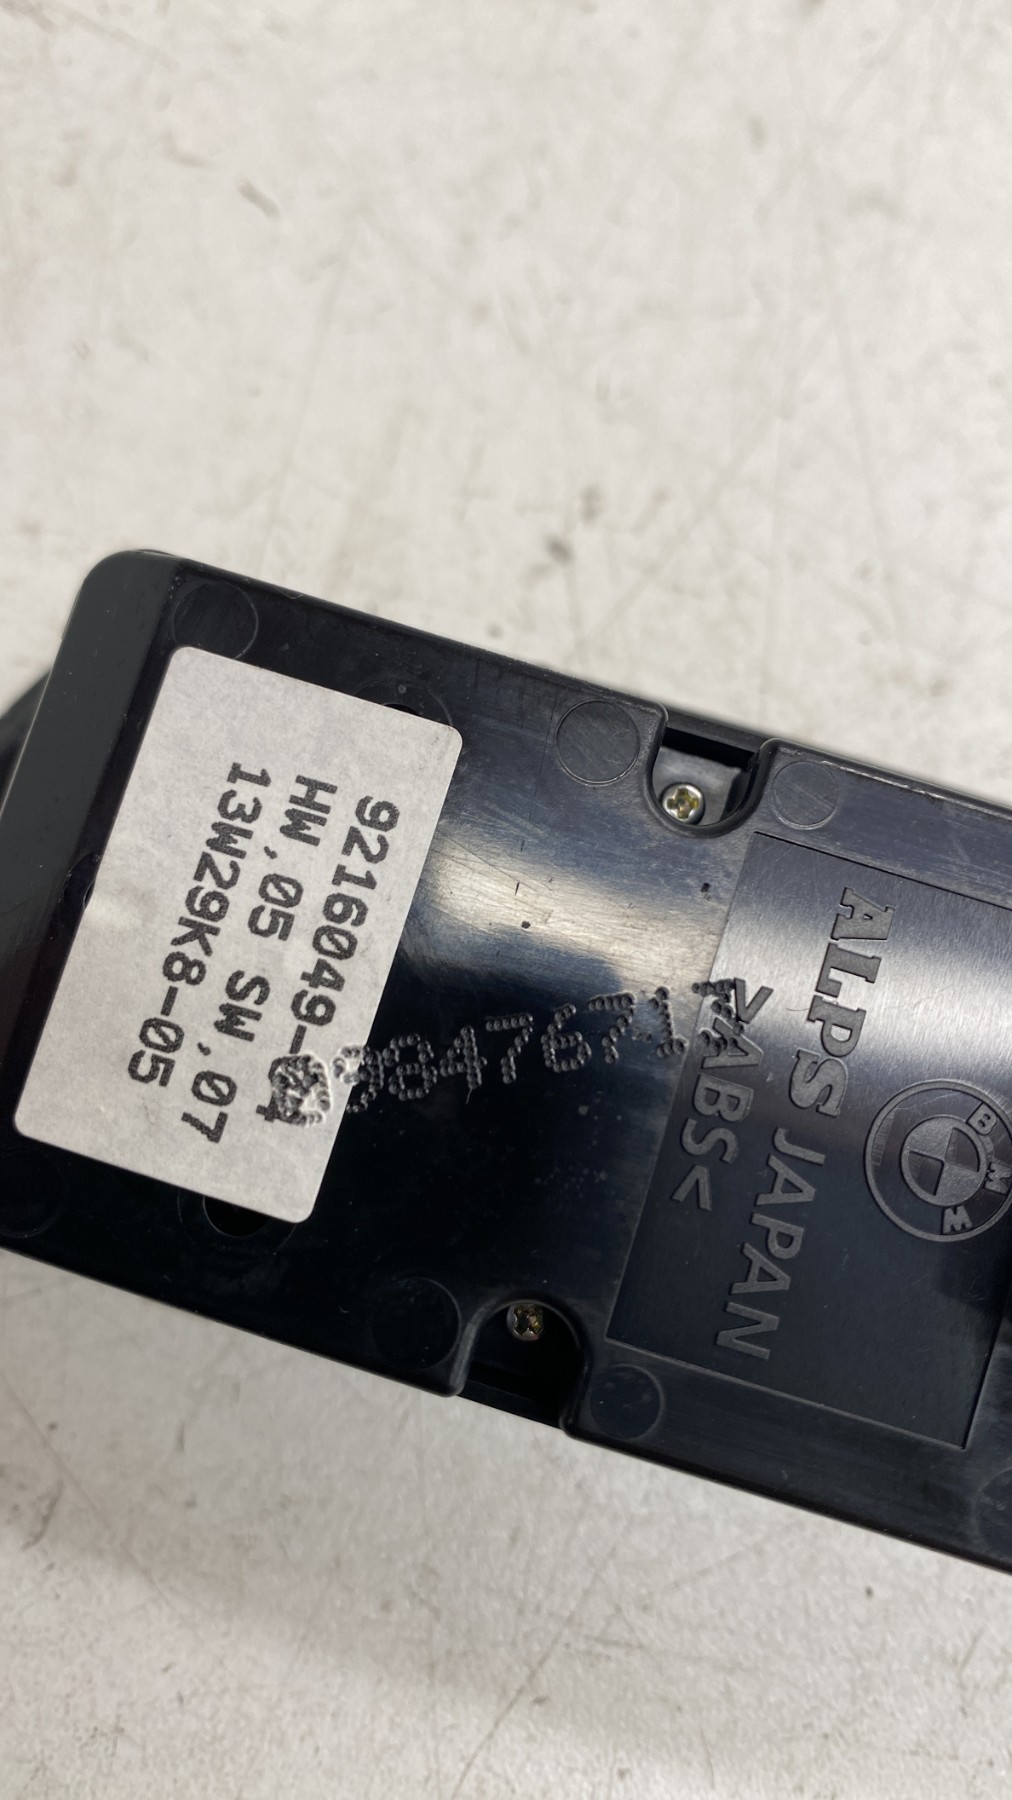 9216049-04
HW,05 SW,07
13W29K8-05
ALPS JAPAN
>ABS<
BMW